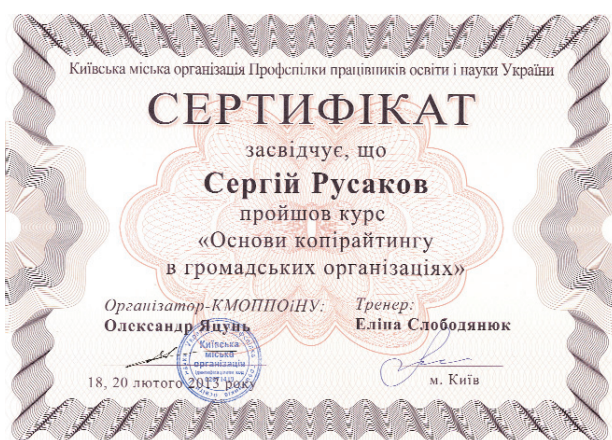 Київська міська організація Профспілки працівників освіти і науки України
СЕРТИФІКАТ
засвідчує, що
Сергій Русаков
пройшов курс
«Основи копірайтингу
в громадських організаціях»
Організатор-КМОППОіНУ:
Олександр Яцунь
Тренер:
Еліна Слободянюк
Київська
міська
організація
18, 20 лютого 2013 року
м. Київ